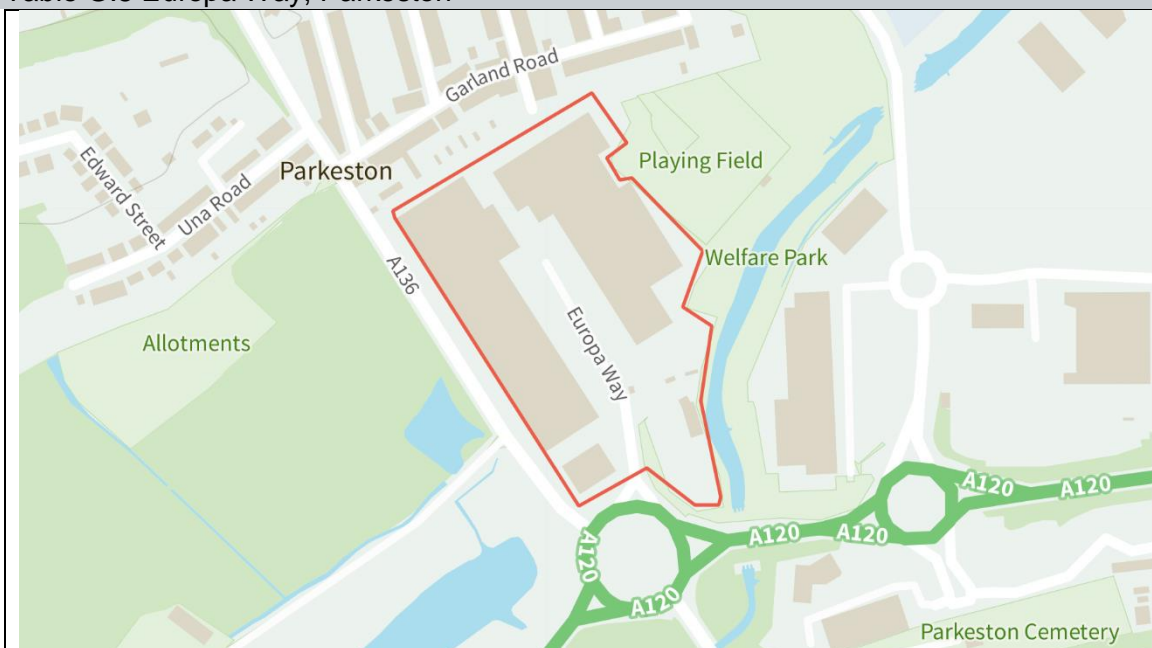 Garland Road
Playing Field
Parkeston
Edward Street
Una Road
Welfare Park
A136
Europa Way
Allotments
A120
A120
A120
A120
A120
A120
Parkeston Cemetery